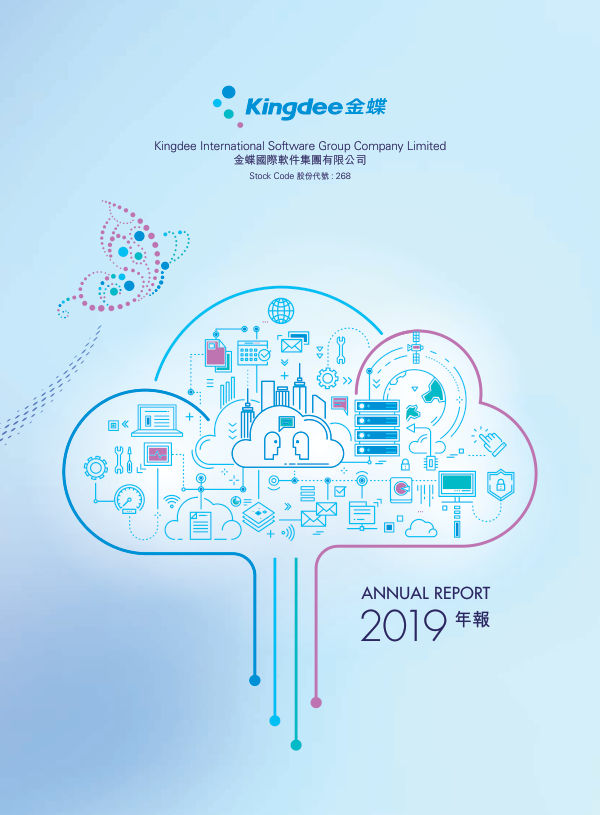 Kingdee金蝶
Kingdee International Software Group Company Limited
金蝶國際軟件集團有限公司
Stock Code 股份代號 : 268
ANNUAL REPORT
2019 年報